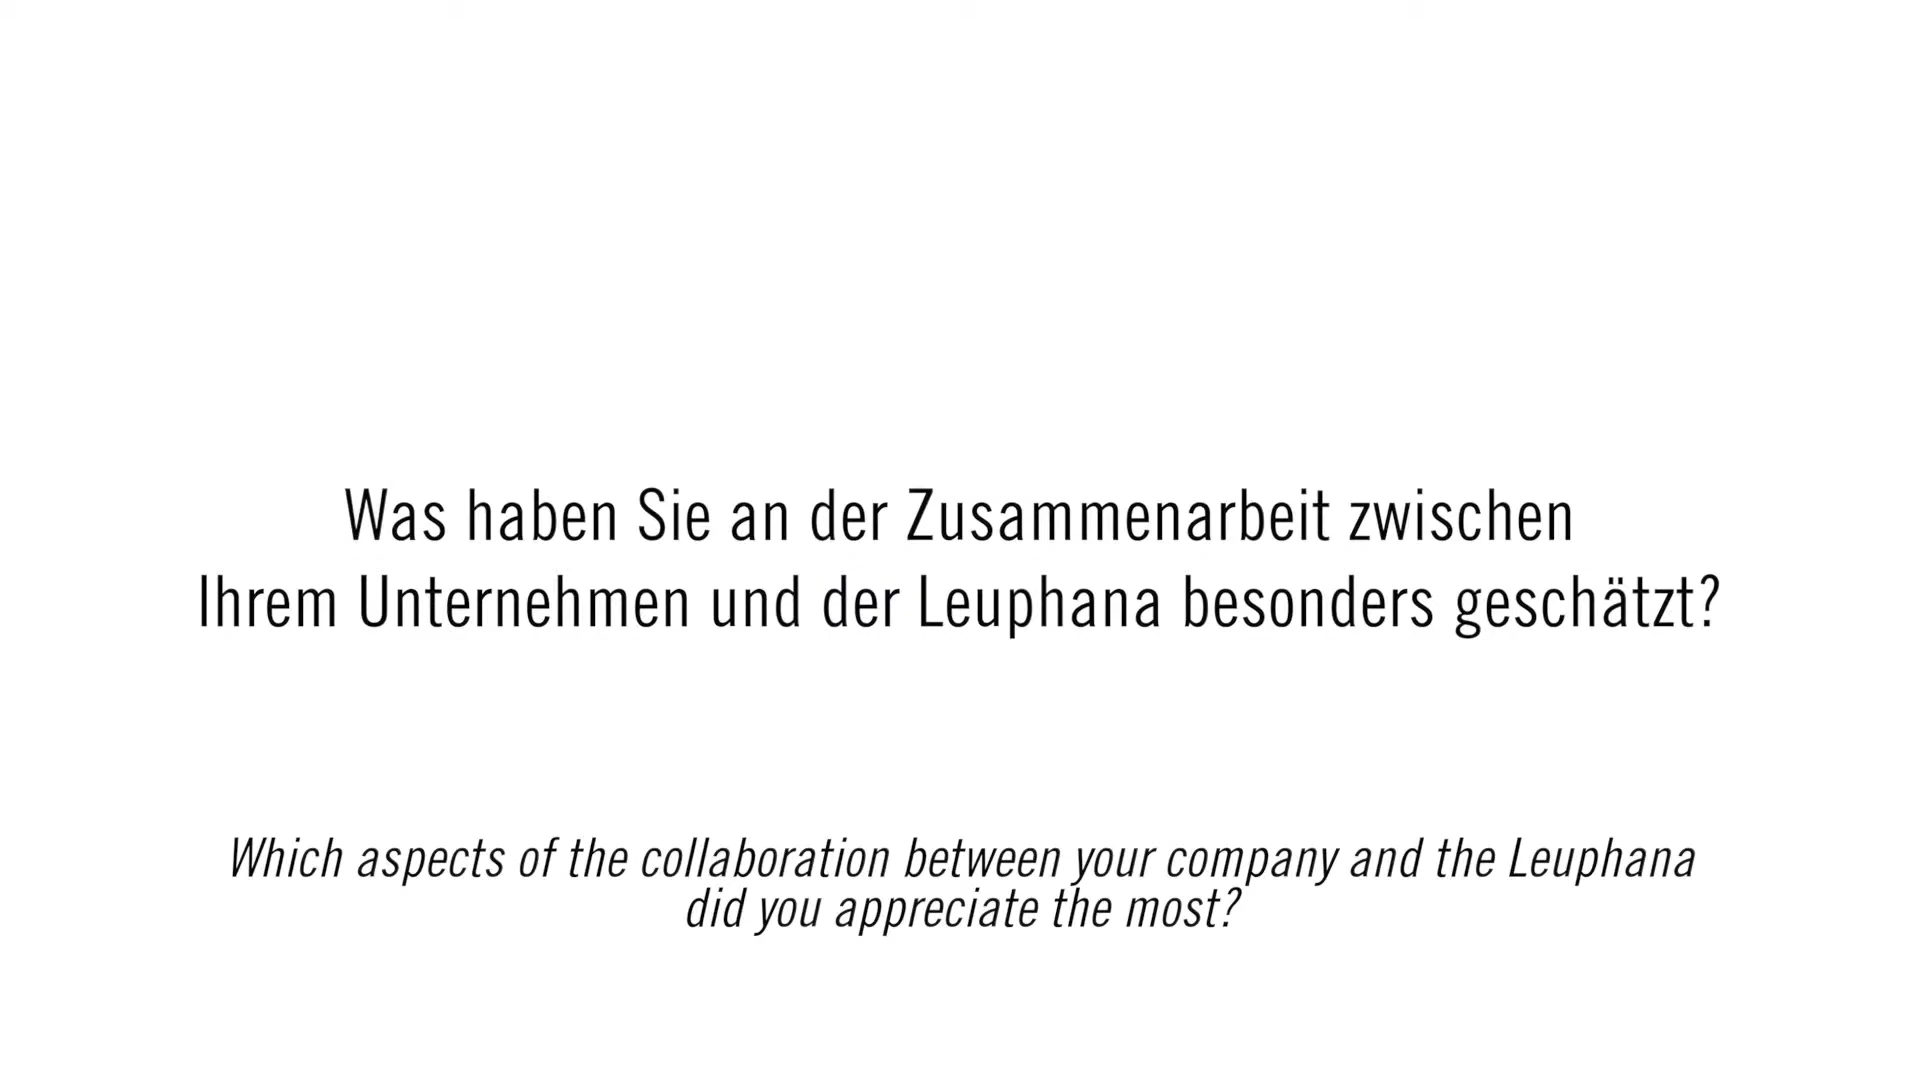 Was haben Sie an der Zusammenarbeit zwischen
Ihrem Unternehmen und der Leuphana besonders geschätzt?
Which aspects of the collaboration between your company and the Leuphana
did you appreciate the most?